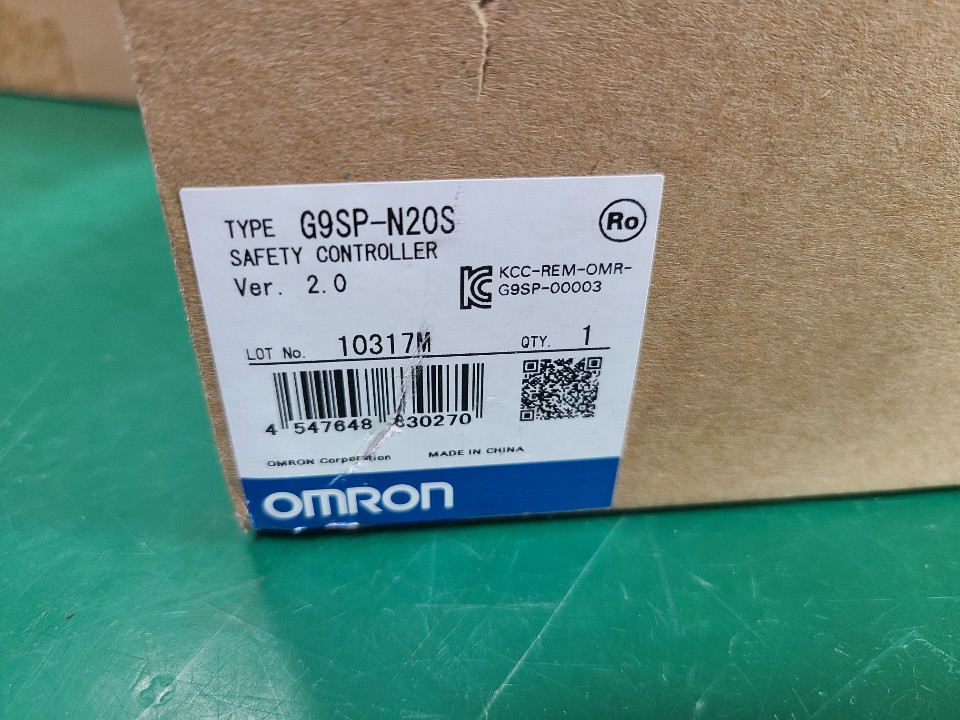 TYPE G9SP-N20S
Ro
SAFETY CONTROLLER
Ver. 2.0
KCC-REM-OMR-
G9SP-00003
LOT No. 10317M
QTY. 1
4 547648 830270
OMRON Corporation
MADE IN CHINA
OMRON